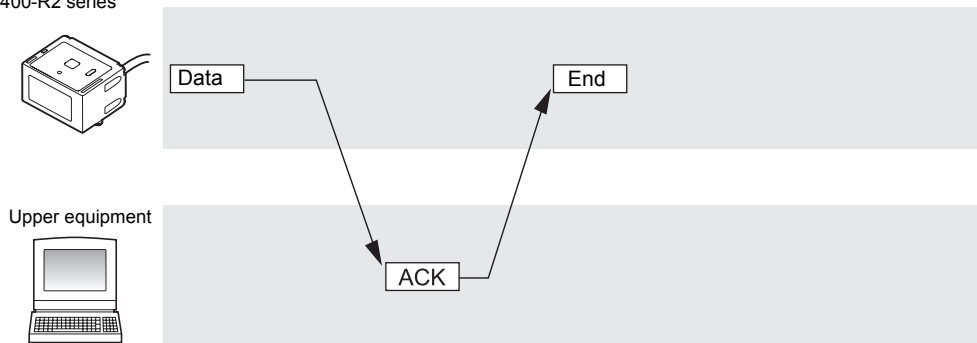 400-R2 series
Data
End
Upper equipment
ACK